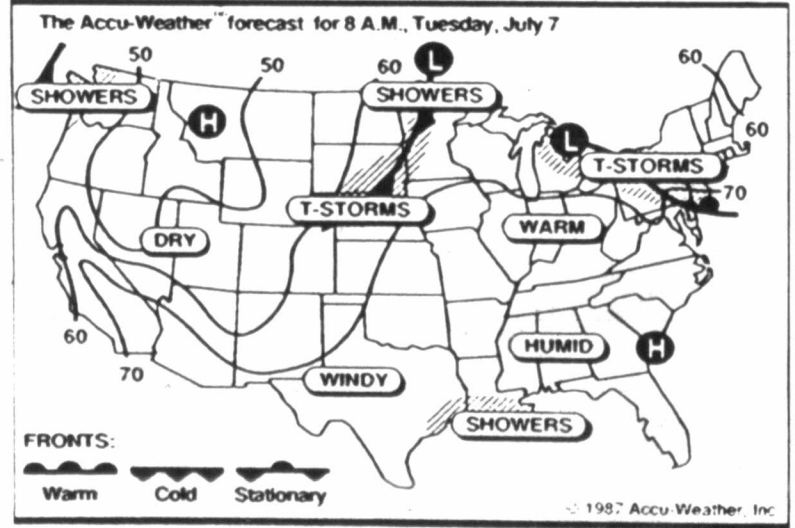 The Accu-Weather™ forecast for 8 A.M., Tuesday, July 7
50
50
60
L
60
SHOWERS
SHOWERS
H
L
60
T-STORMS
T-STORMS
70
DRY
WARM
60
HUMID
H
70
WINDY
SHOWERS
FRONTS:
Warm
Cold
Stationary
© 1987 Accu-Weather, Inc